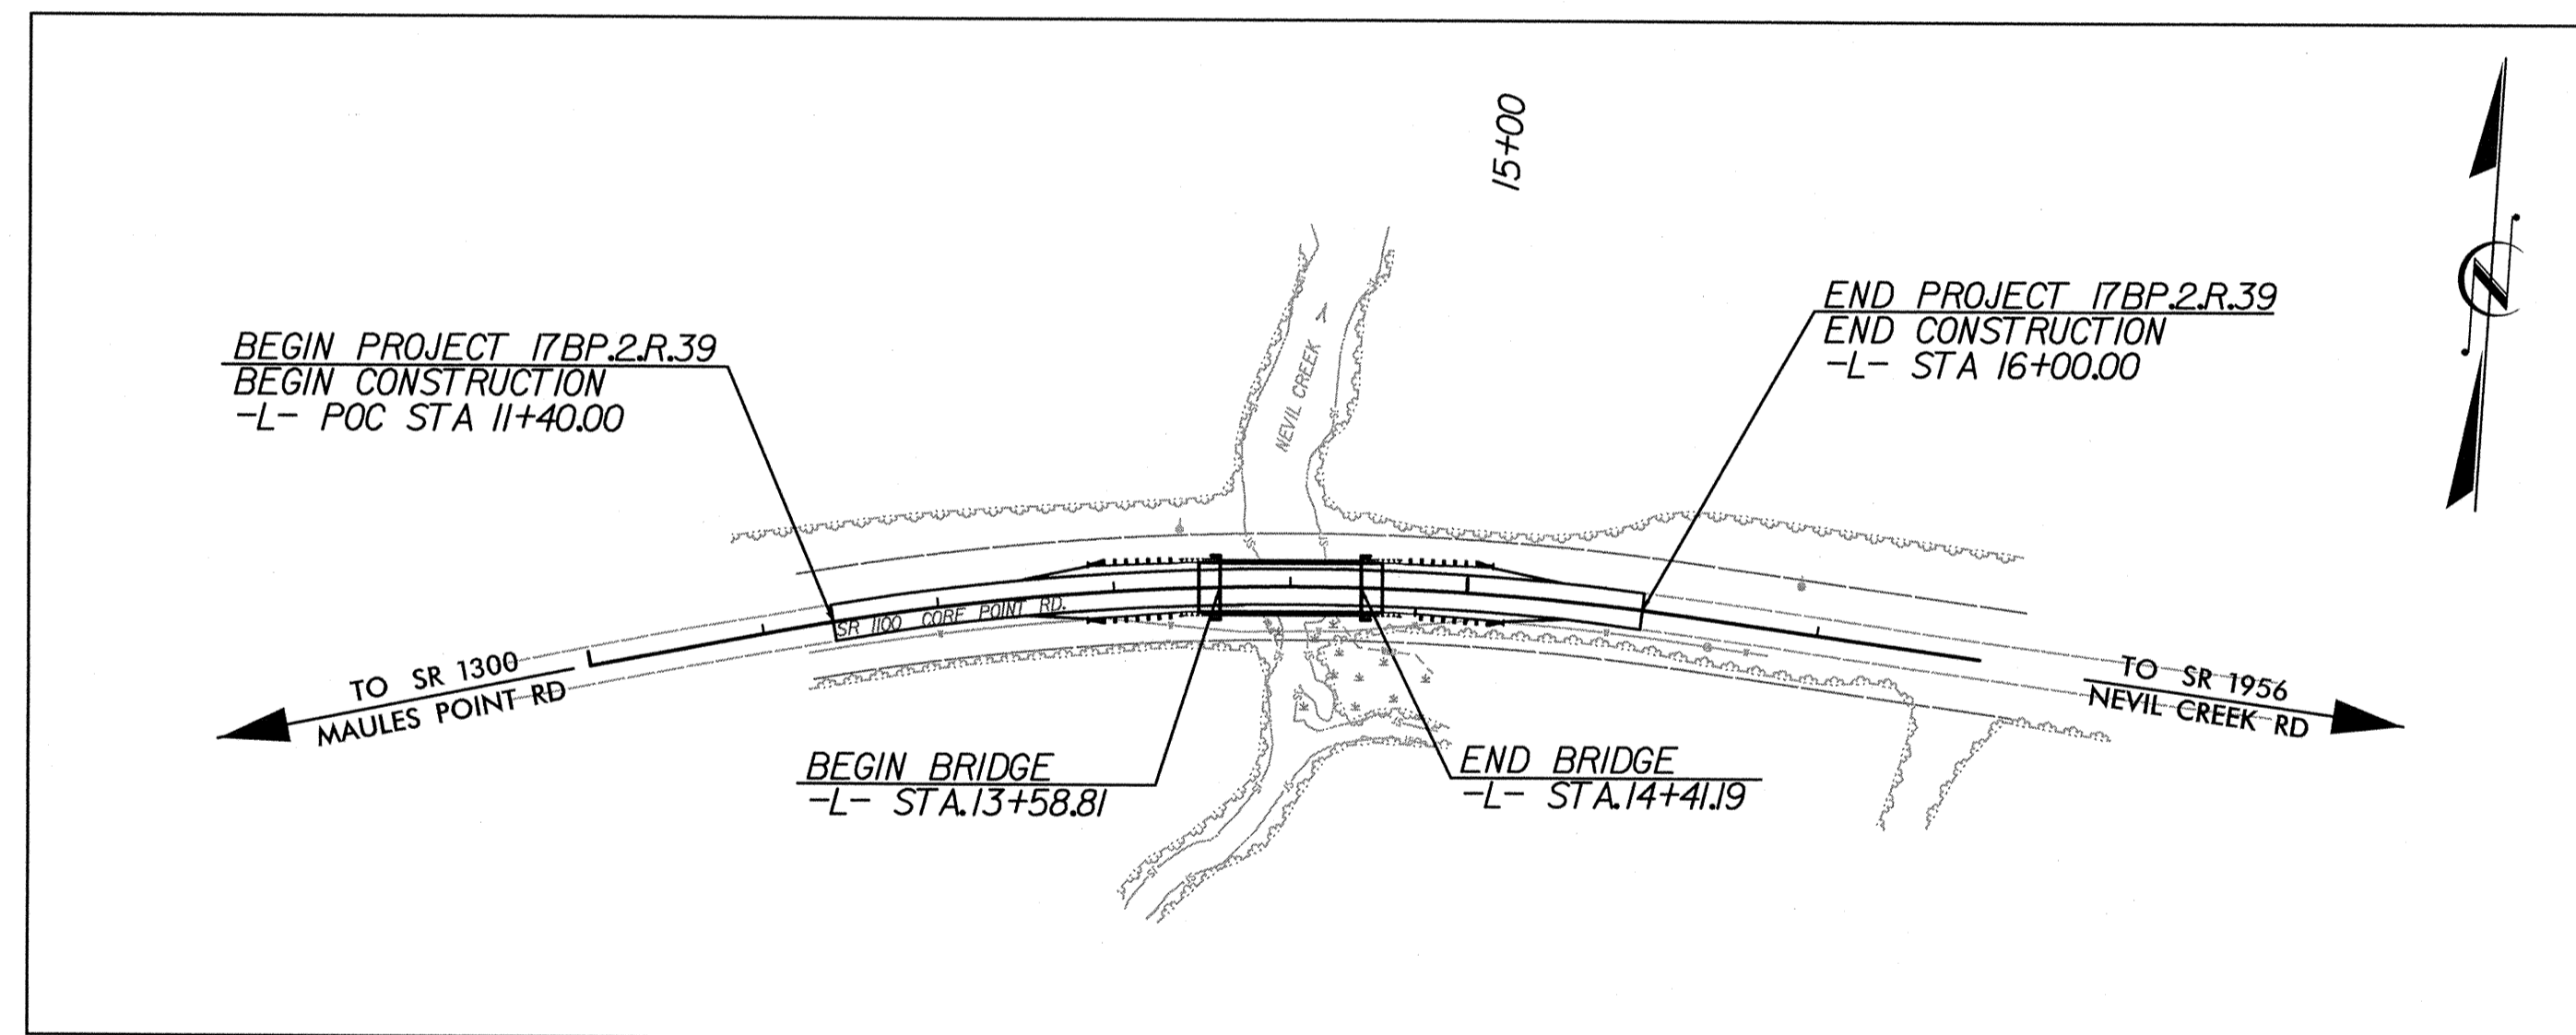 15+00
BEGIN PROJECT 17BP.2.R.39
BEGIN CONSTRUCTION
-L- POC STA 11+40.00
END PROJECT 17BP.2.R.39
END CONSTRUCTION
-L- STA 16+00.00
NEVIL CREEK
N
SR 1100 CORE POINT RD.
TO SR 1300
MAULES POINT RD
TO SR 1956
NEVIL CREEK RD
BEGIN BRIDGE
-L- STA.13+58.81
END BRIDGE
-L- STA.14+41.19